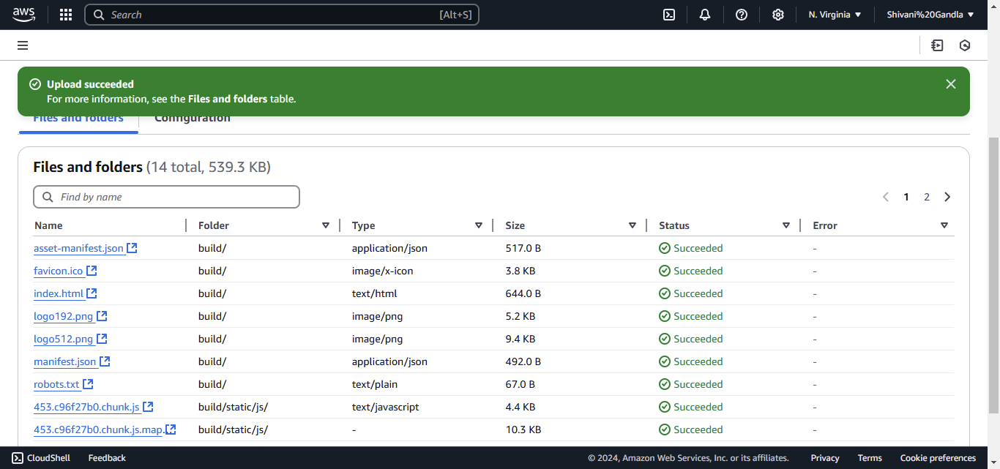 aws Search [Alt+S] N. Virginia Shivani%20Gandla
Upload succeeded
For more information, see the Files and folders table.
Files and folders Configuration
Files and folders (14 total, 539.3 KB)
Find by name 1 2
Name Folder Type Size Status Error
asset-manifest.json build/ application/json 517.0 B Succeeded -
favicon.ico build/ image/x-icon 3.8 KB Succeeded -
index.html build/ text/html 644.0 B Succeeded -
logo192.png build/ image/png 5.2 KB Succeeded -
logo512.png build/ image/png 9.4 KB Succeeded -
manifest.json build/ application/json 492.0 B Succeeded -
robots.txt build/ text/plain 67.0 B Succeeded -
453.c96f27b0.chunk.js build/static/js/ text/javascript 4.4 KB Succeeded -
453.c96f27b0.chunk.js.map. build/static/js/ - 10.3 KB Succeeded -
CloudShell Feedback © 2024, Amazon Web Services, Inc. or its affiliates. Privacy Terms Cookie preferences